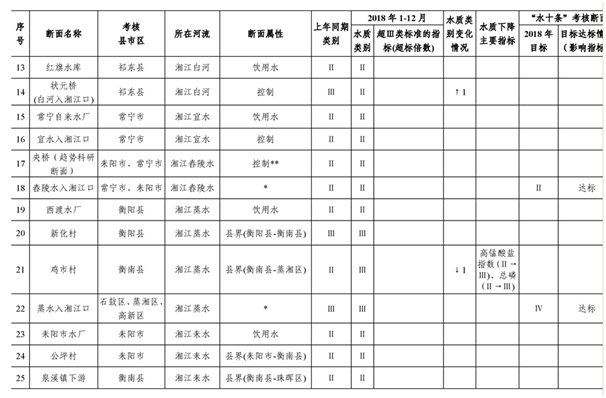 序号 断面名称 考核县市区 所在河流 断面属性 上年同期类别 2018 年 1-12 月 水质类别 超Ⅲ类标准的指标(超标倍数) 水质类别变化情况 水质下降主要指标 “水十条”考核断面 2018 年目标 目标达标情 (影响指标
13 红旗水库 祁东县 湘江白河 饮用水 Ⅱ Ⅱ
14 状元桥(白河入湘江口) 祁东县 湘江白河 控制 Ⅲ Ⅱ ↑1
15 常宁自来水厂 常宁市 湘江宜水 饮用水 Ⅱ Ⅱ
16 宜水入湘江口 常宁市 湘江宜水 控制 Ⅱ Ⅱ
17 央桥（趋势科研断面） 耒阳市、常宁市 湘江舂陵水 控制** Ⅱ Ⅱ
18 舂陵水入湘江口 常宁市、耒阳市 湘江舂陵水 * Ⅱ Ⅱ Ⅱ 达标
19 西渡水厂 衡阳县 湘江蒸水 饮用水 Ⅱ Ⅱ
20 新化村 衡阳县 湘江蒸水 县界(衡阳县-衡南县) Ⅲ Ⅲ
21 鸡市村 衡南县 湘江蒸水 县界(衡南县-蒸湘区) Ⅱ Ⅲ ↓1 高锰酸盐指数(Ⅱ→Ⅲ)、总磷(Ⅱ→Ⅲ)
22 蒸水入湘江口 石鼓区、蒸湘区、高新区 湘江蒸水 * Ⅲ Ⅲ Ⅳ 达标
23 耒阳市水厂 耒阳市 湘江耒水 饮用水 Ⅱ Ⅱ
24 公坪村 耒阳市 湘江耒水 县界(耒阳市-衡南县) Ⅱ Ⅱ
25 泉溪镇下游 衡南县 湘江耒水 县界(衡南县-珠晖区) Ⅱ Ⅱ